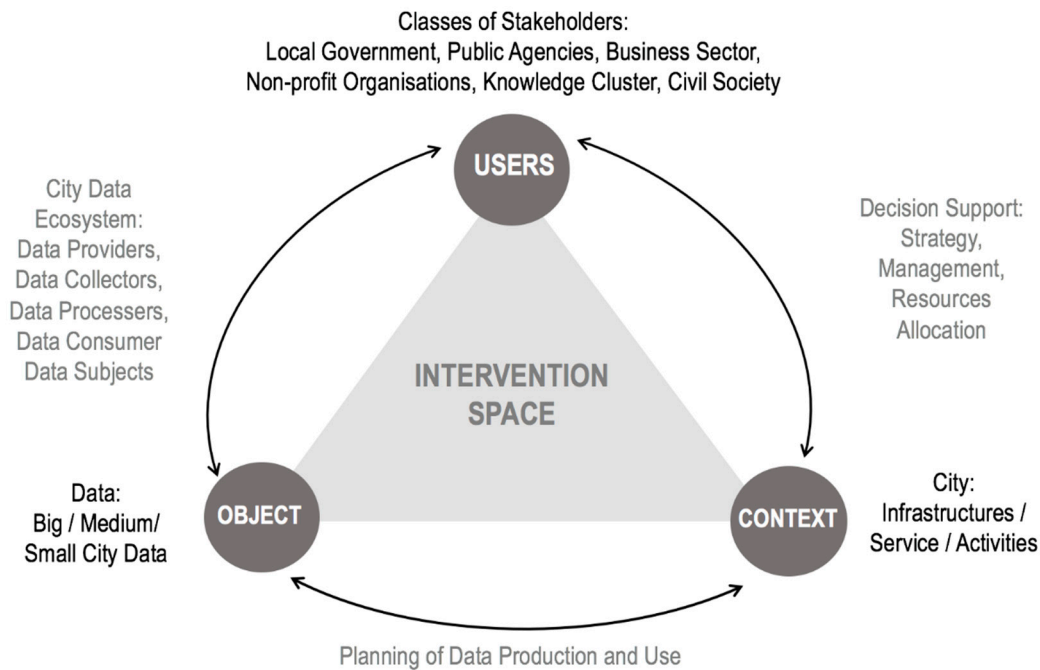 Classes of Stakeholders:
Local Government, Public Agencies, Business Sector,
Non-profit Organisations, Knowledge Cluster, Civil Society
USERS
City Data
Ecosystem:
Data Providers,
Data Collectors,
Data Processers,
Data Consumer
Data Subjects
Decision Support:
Strategy,
Management,
Resources
Allocation
INTERVENTION
SPACE
Data:
Big / Medium/
Small City Data
OBJECT
CONTEXT
City:
Infrastructures /
Service / Activities
Planning of Data Production and Use